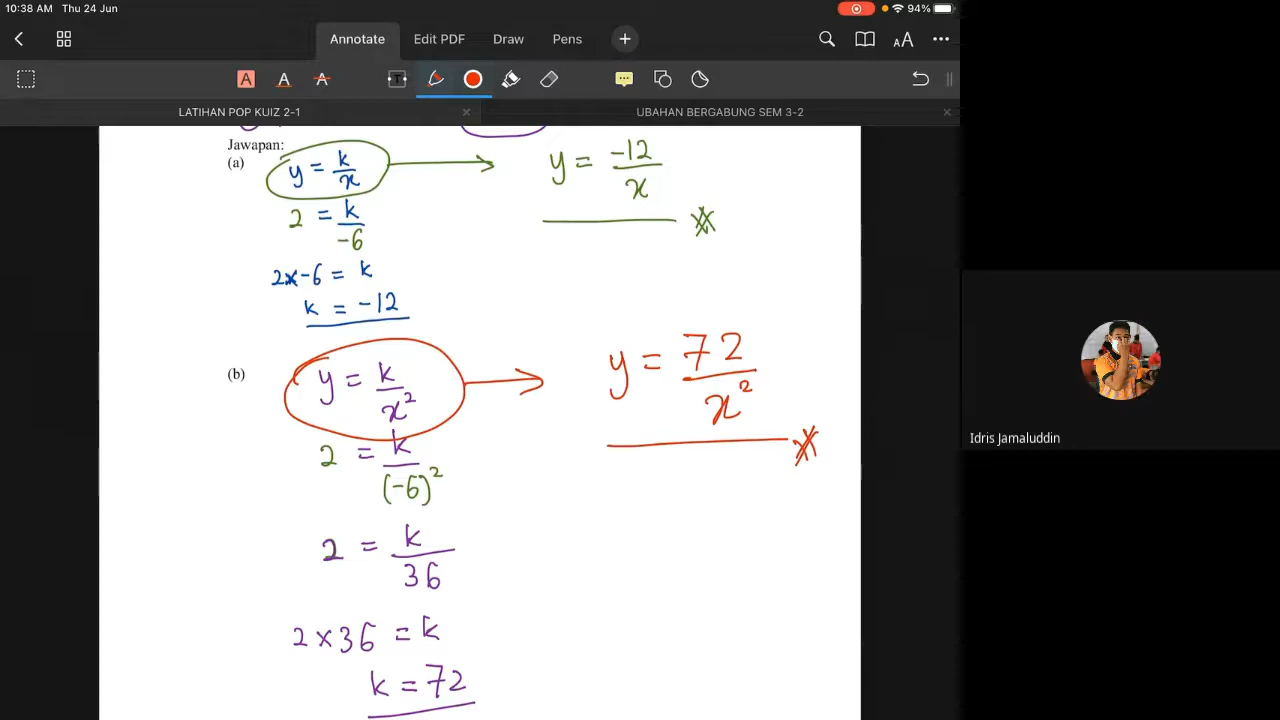 10:38 AM Thu 24 Jun 94%
Annotate Edit PDF Draw Pens
LATIHAN POP KUIZ 2-1 UBAHAN BERGABUNG SEM 3-2
Jawapan:
(a)
y = k/x
y = -12/x
2 = k/-6
2x-6 = k
k = -12
(b)
y = k/x²
y = 72/x²
2 = k/(-6)²
2 = k/36
2 x 36 = k
k = 72
Idris Jamaluddin